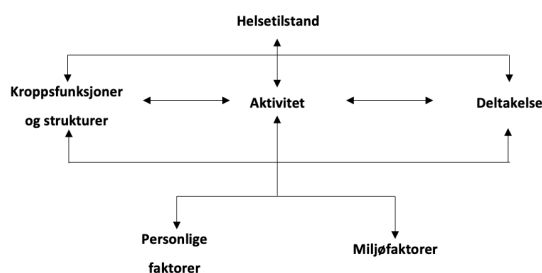 Helsetilstand
Kroppsfunksjoner
og strukturer
Aktivitet
Deltakelse
Personlige
faktorer
Miljøfaktorer